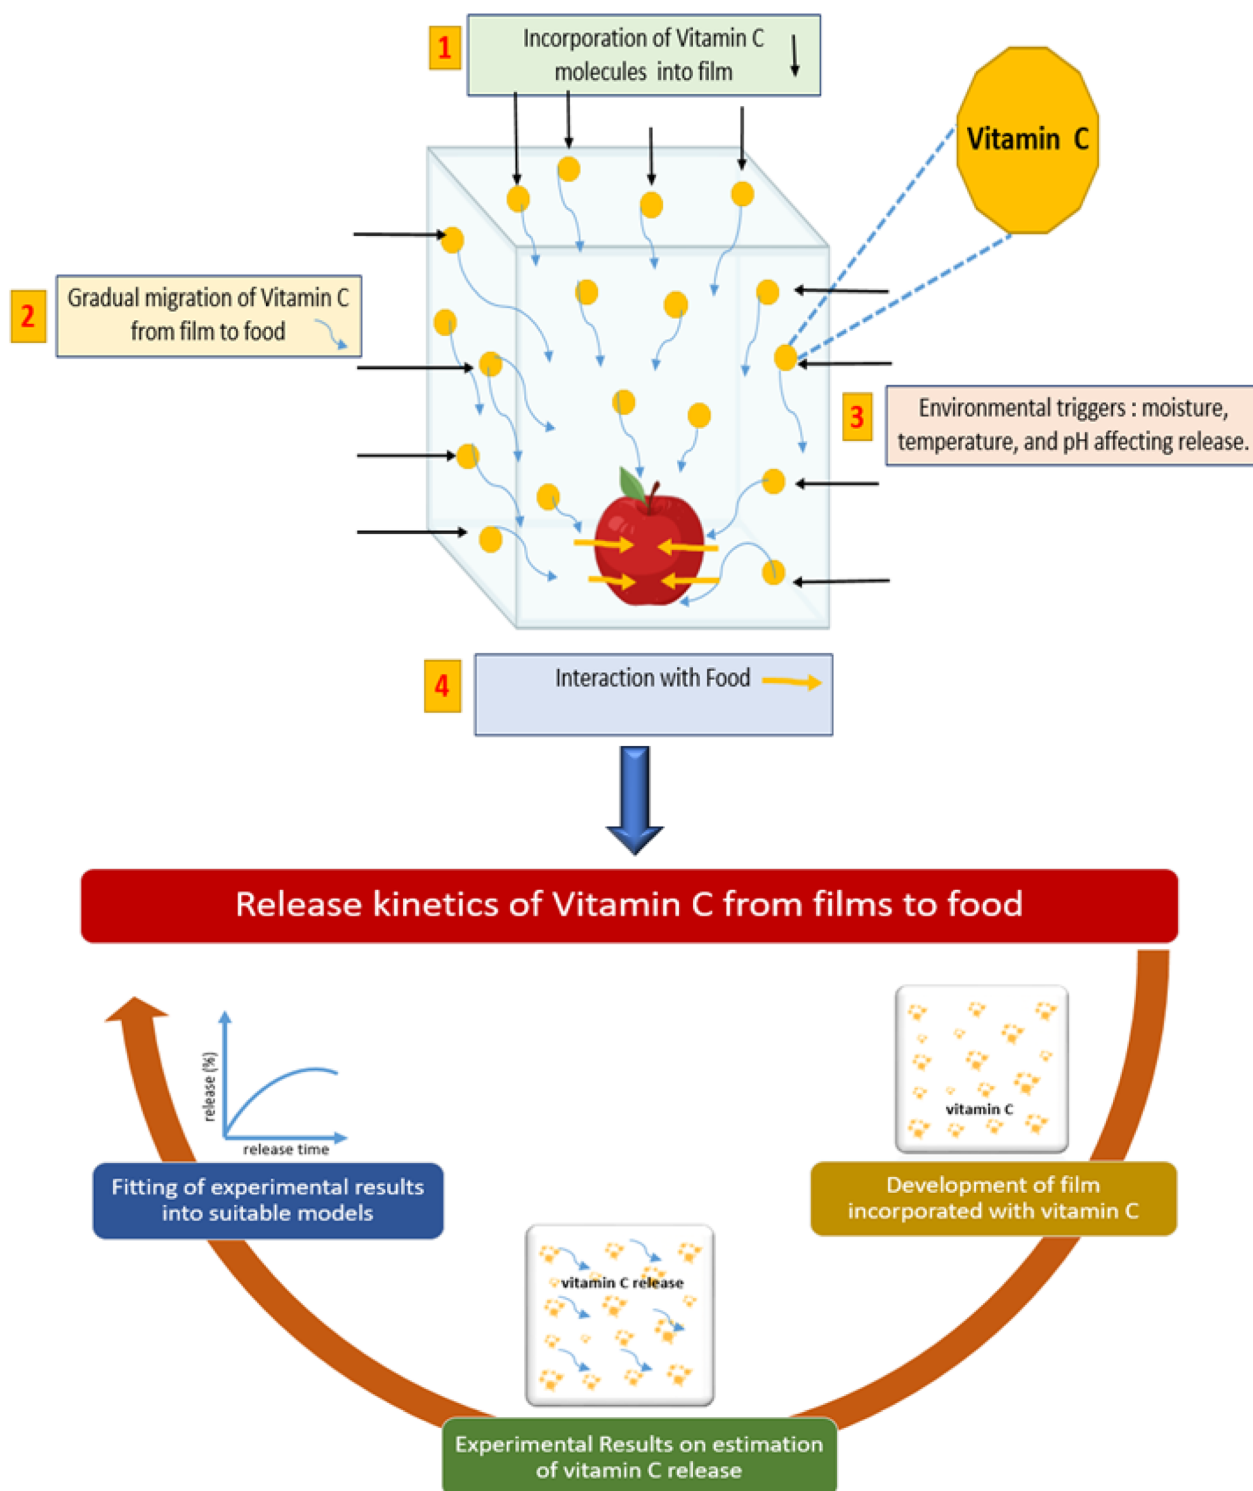 1
Incorporation of Vitamin C
molecules into film
Vitamin C
2
Gradual migration of Vitamin C
from film to food
3
Environmental triggers : moisture,
temperature, and pH affecting release.
4
Interaction with Food
Release kinetics of Vitamin C from films to food
release (%)
release time
Fitting of experimental results
into suitable models
vitamin C
Development of film
incorporated with vitamin C
vitamin C release
Experimental Results on estimation
of vitamin C release